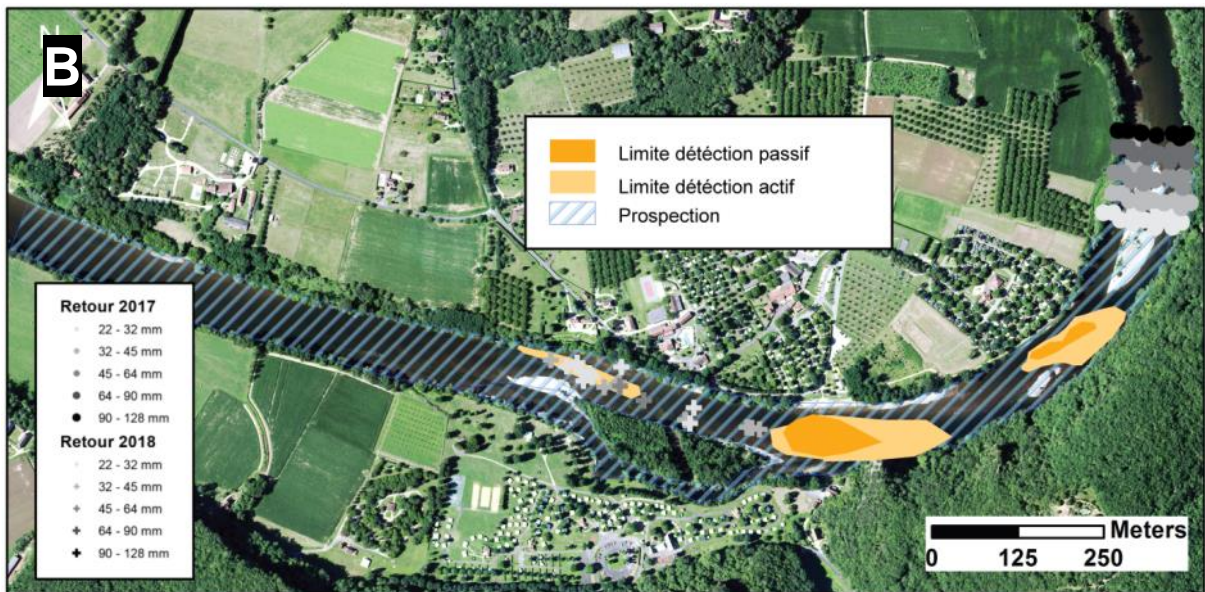 N
B
Limite détéction passif
Limite détéction actif
Prospection
Retour 2017
22 - 32 mm
32 - 45 mm
45 - 64 mm
64 - 90 mm
90 - 128 mm
Retour 2018
22 - 32 mm
32 - 45 mm
45 - 64 mm
64 - 90 mm
90 - 128 mm
Meters
0 125 250